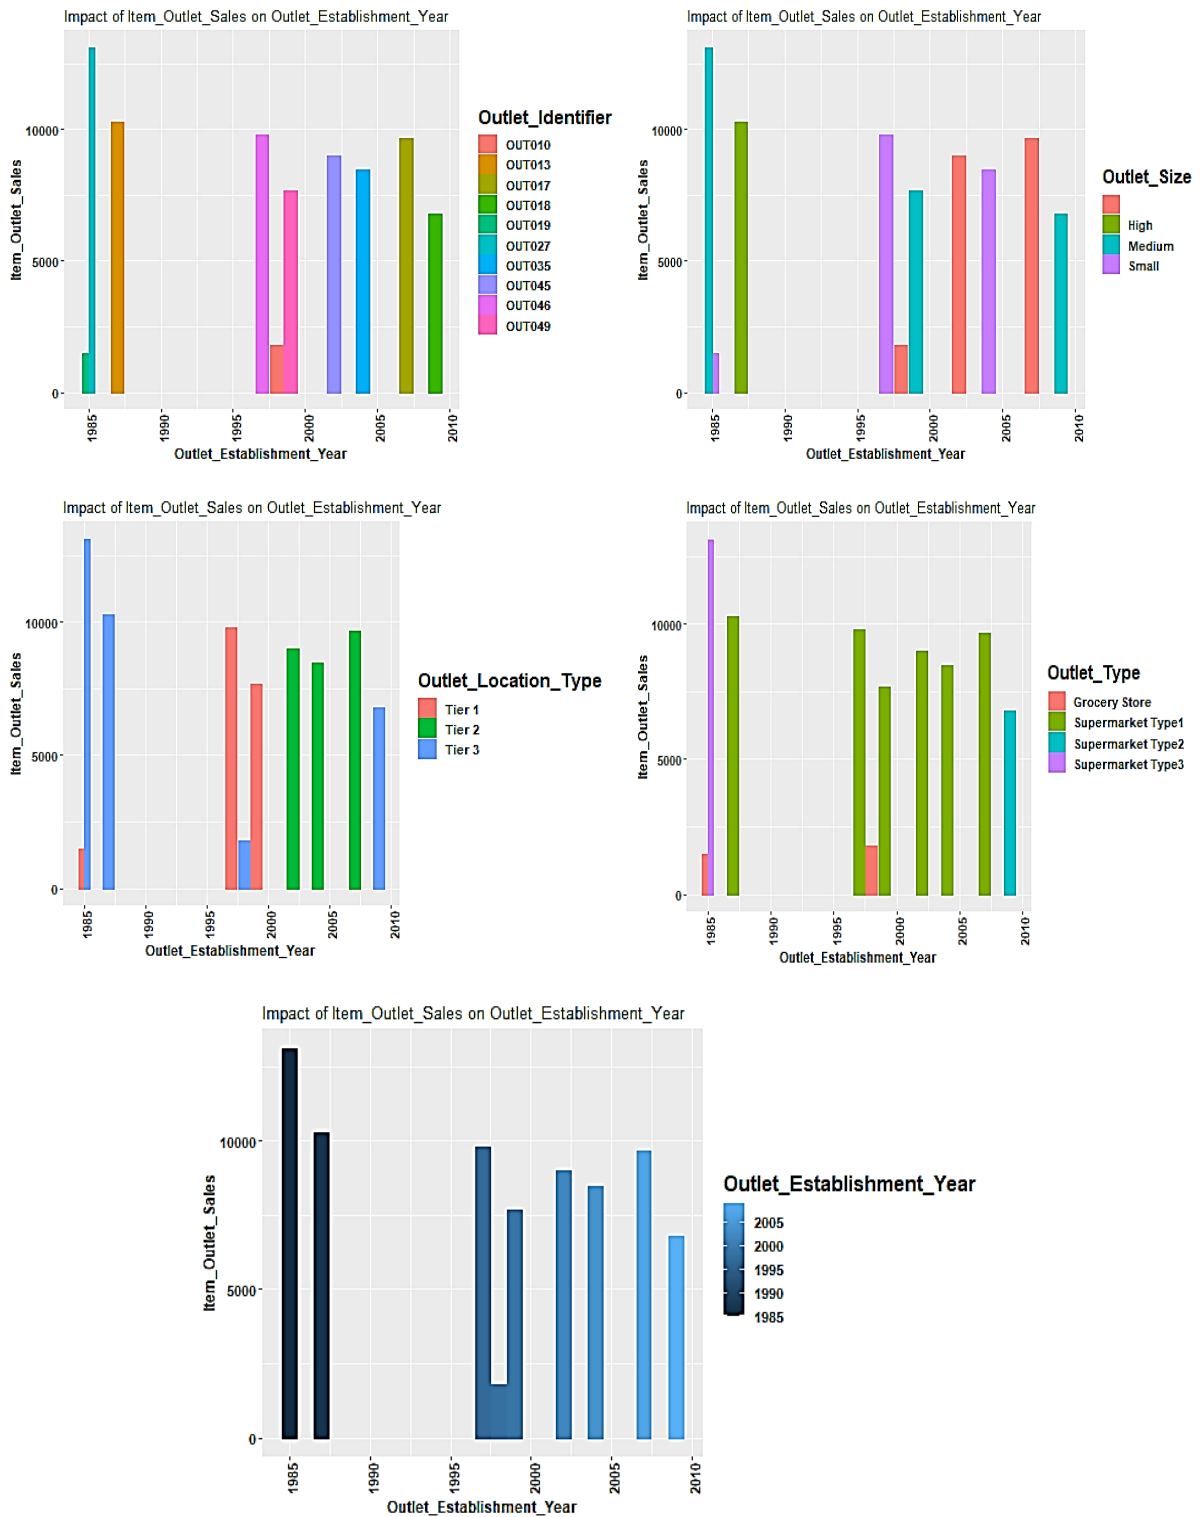 Impact of Item_Outlet_Sales on Outlet_Establishment_Year
Item_Outlet_Sales
10000
5000
0
1985
1990
1995
2000
2005
2010
Outlet_Establishment_Year
Outlet_Identifier
OUT010
OUT013
OUT017
OUT018
OUT019
OUT027
OUT035
OUT045
OUT046
OUT049
Impact of Item_Outlet_Sales on Outlet_Establishment_Year
Item_Outlet_Sales
10000
5000
0
1985
1990
1995
2000
2005
2010
Outlet_Establishment_Year
Outlet_Size
High
Medium
Small
Impact of Item_Outlet_Sales on Outlet_Establishment_Year
Item_Outlet_Sales
10000
5000
0
1985
1990
1995
2000
2005
2010
Outlet_Establishment_Year
Outlet_Location_Type
Tier 1
Tier 2
Tier 3
Impact of Item_Outlet_Sales on Outlet_Establishment_Year
Item_Outlet_Sales
10000
5000
0
1985
1990
1995
2000
2005
2010
Outlet_Establishment_Year
Outlet_Type
Grocery Store
Supermarket Type1
Supermarket Type2
Supermarket Type3
Impact of Item_Outlet_Sales on Outlet_Establishment_Year
Item_Outlet_Sales
10000
5000
0
1985
1990
1995
2000
2005
2010
Outlet_Establishment_Year
Outlet_Establishment_Year
2005
2000
1995
1990
1985